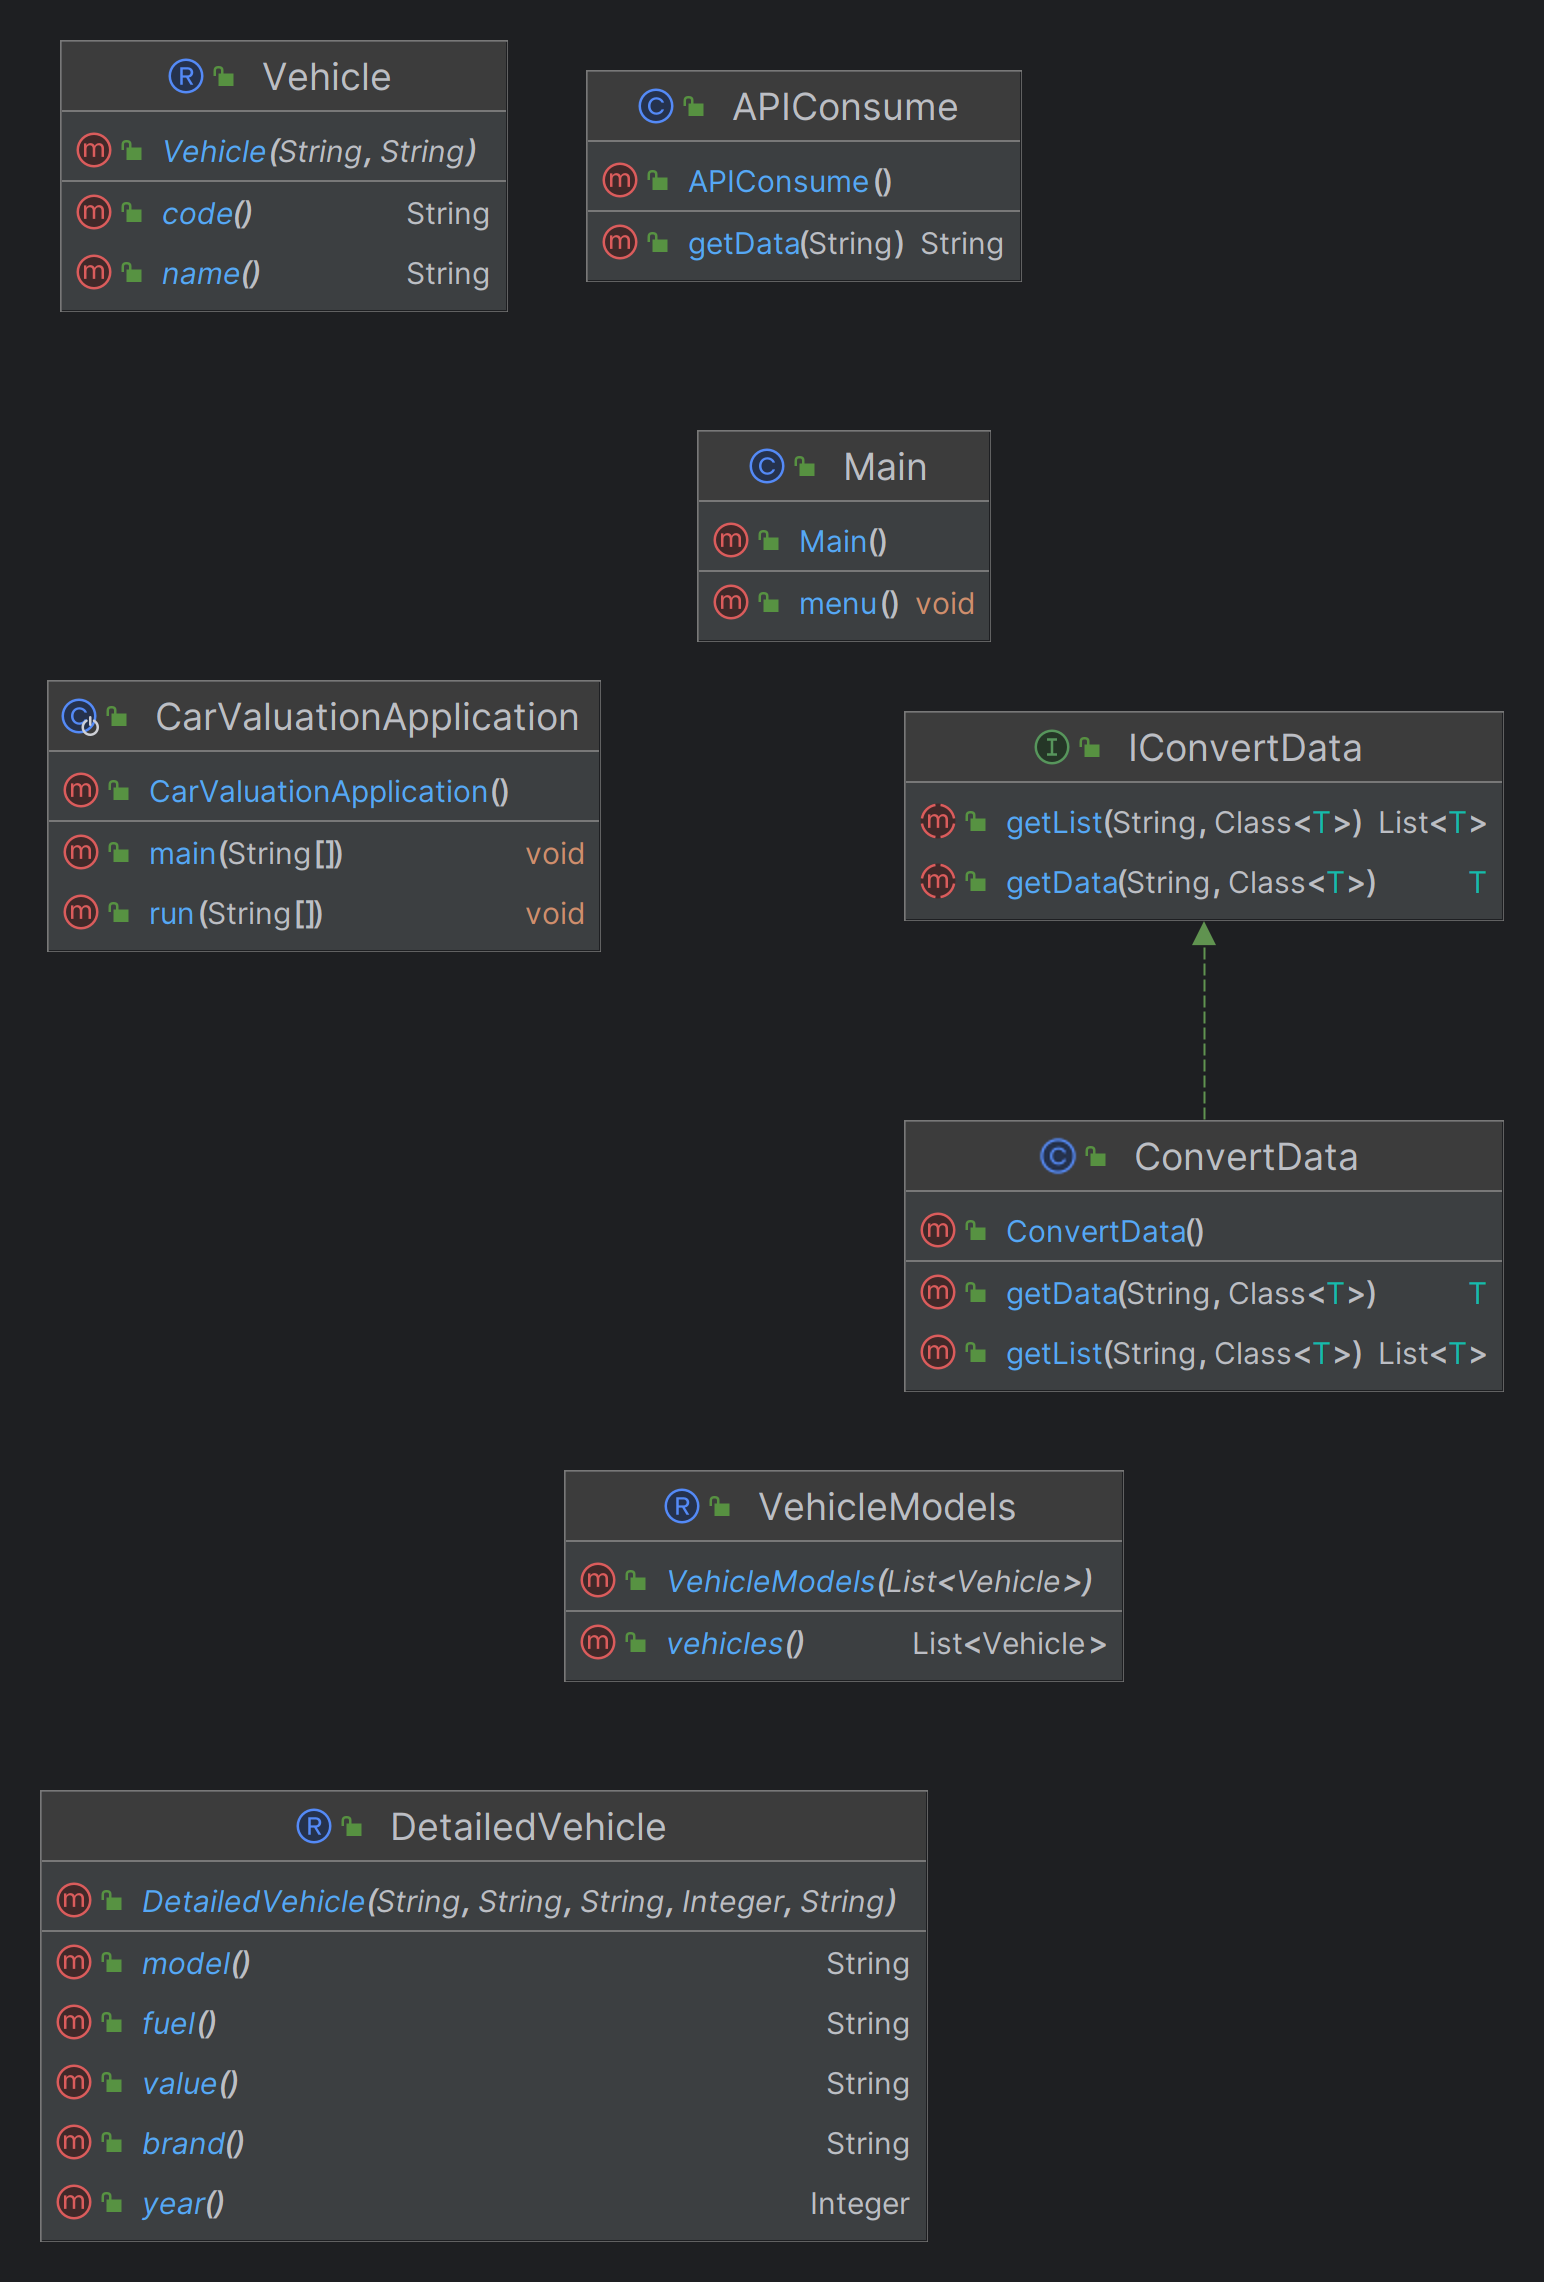 Vehicle
Vehicle(String, String)
code() String
name() String
APIConsume
APIConsume()
getData(String) String
Main
Main()
menu() void
CarValuationApplication
CarValuationApplication()
main(String[]) void
run(String[]) void
IConvertData
getList(String, Class<T>) List<T>
getData(String, Class<T>) T
ConvertData
ConvertData()
getData(String, Class<T>) T
getList(String, Class<T>) List<T>
VehicleModels
VehicleModels(List<Vehicle>)
vehicles() List<Vehicle>
DetailedVehicle
DetailedVehicle(String, String, String, Integer, String)
model() String
fuel() String
value() String
brand() String
year() Integer